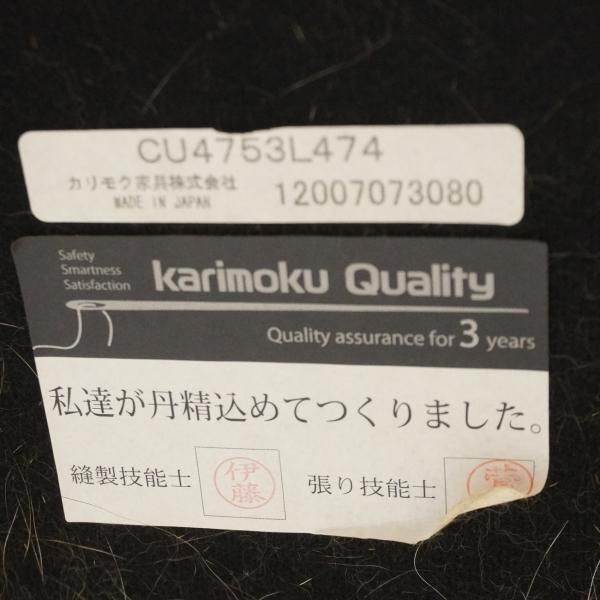 CU4753L474
カリモク家具株式会社
MADE IN JAPAN
12007073080
Safety
Smartness
Satisfaction
karimoku Quality
Quality assurance for 3 years
私達が丹精込めてつくりました。
縫製技能士 伊藤
張り技能士